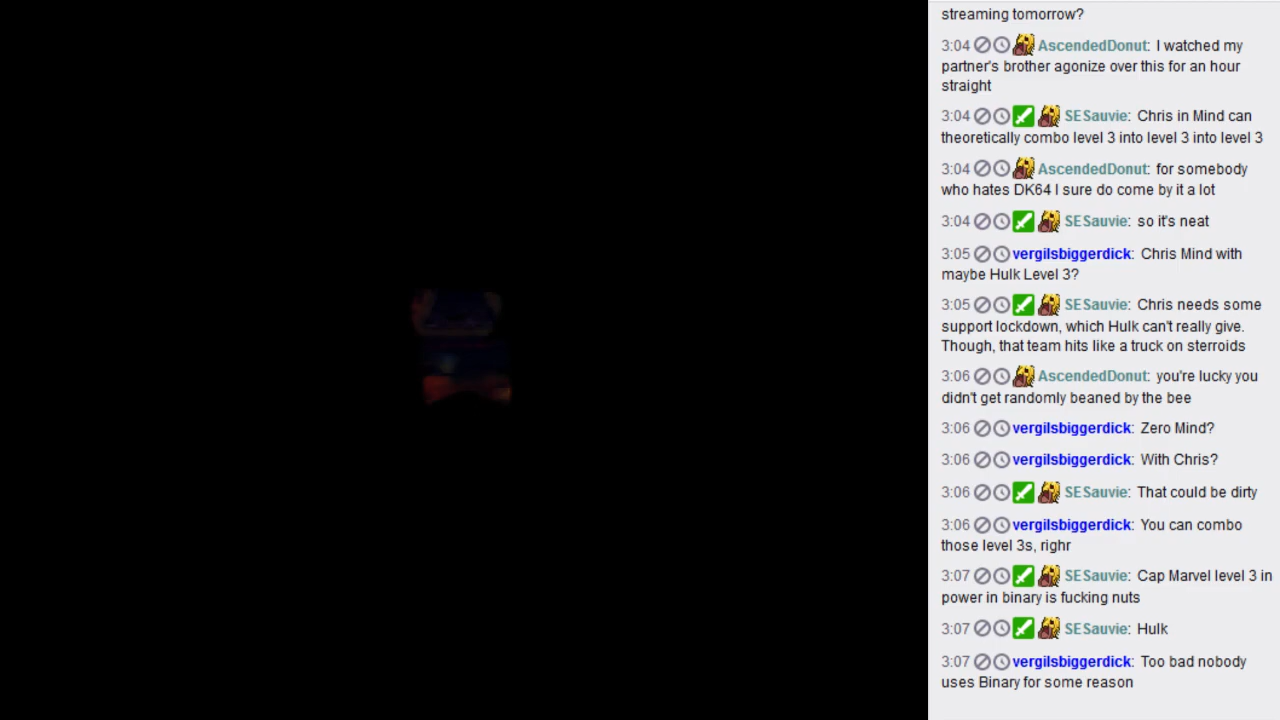 streaming tomorrow?
3:04 AscendedDonut: I watched my
partner's brother agonize over this for an hour
straight
3:04 SESauvie: Chris in Mind can
theoretically combo level 3 into level 3 into level 3
3:04 AscendedDonut: for somebody
who hates DK64 I sure do come by it a lot
3:04 SESauvie: so it's neat
3:05 vergilsbiggerdick: Chris Mind with
maybe Hulk Level 3?
3:05 SESauvie: Chris needs some
support lockdown, which Hulk can't really give.
Though, that team hits like a truck on steroids
3:06 AscendedDonut: you're lucky you
didn't get randomly beaned by the bee
3:06 vergilsbiggerdick: Zero Mind?
3:06 vergilsbiggerdick: With Chris?
3:06 SESauvie: That could be dirty
3:06 vergilsbiggerdick: You can combo
those level 3s, righr
3:07 SESauvie: Cap Marvel level 3 in
power in binary is fucking nuts
3:07 SESauvie: Hulk
3:07 vergilsbiggerdick: Too bad nobody
uses Binary for some reason